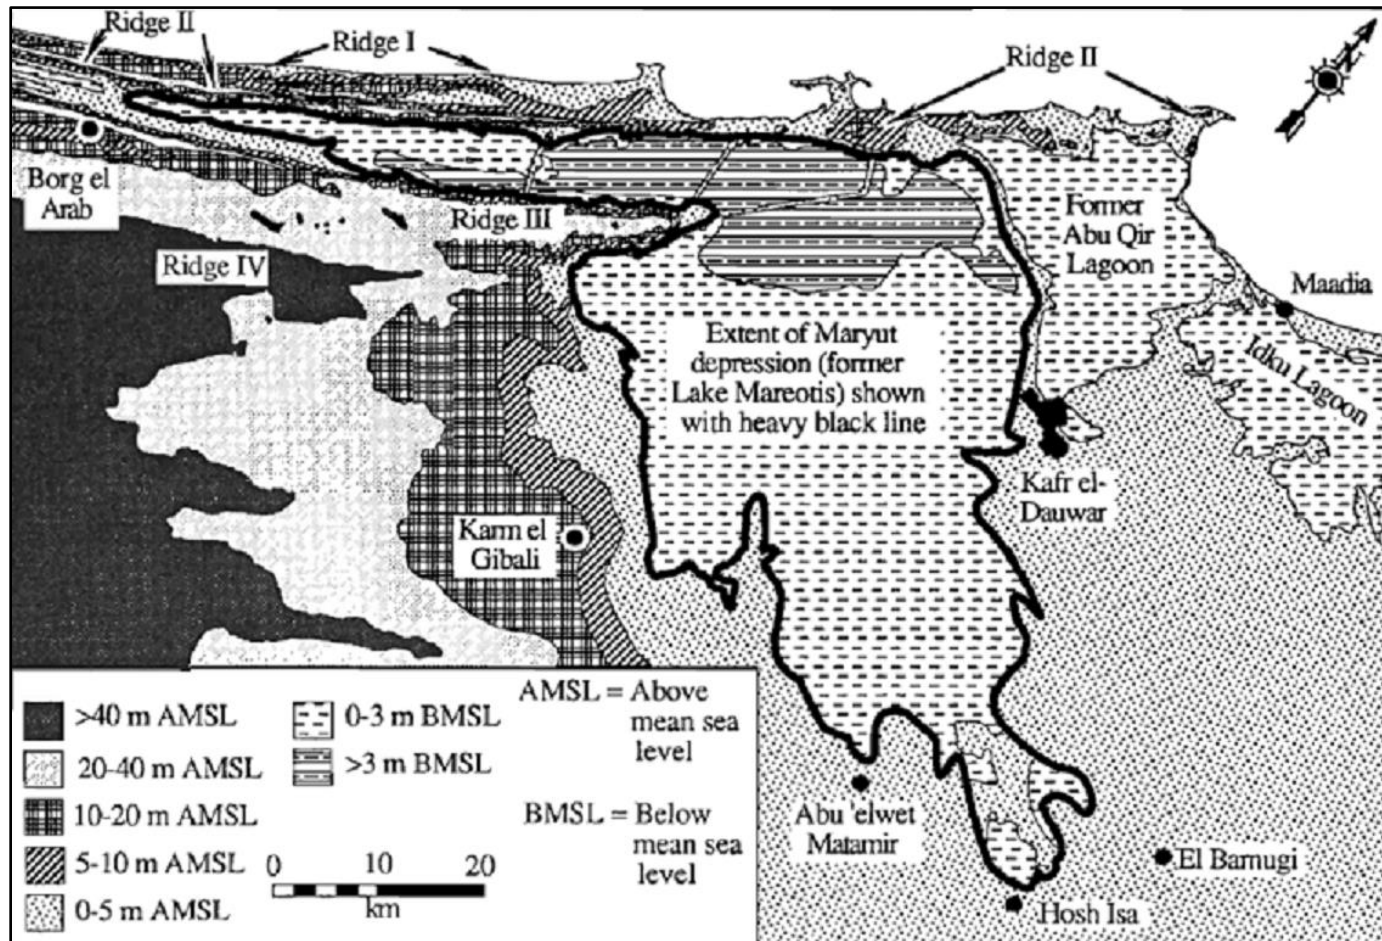 Ridge II
Ridge I
Ridge II
N
Borg el
Arab
Ridge III
Ridge IV
Former
Abu Qir
Lagoon
Maadia
Idku Lagoon
Extent of Maryut
depression (former
Lake Mareotis) shown
with heavy black line
Kafr el-
Dauwar
Karm el
Gibali
>40 m AMSL
20-40 m AMSL
10-20 m AMSL
5-10 m AMSL
0-5 m AMSL
0-3 m BMSL
>3 m BMSL
0 10 20
km
AMSL = Above
mean sea
level
BMSL = Below
mean sea
level
Abu 'elwet
Matamir
El Barnugi
Hosh Isa